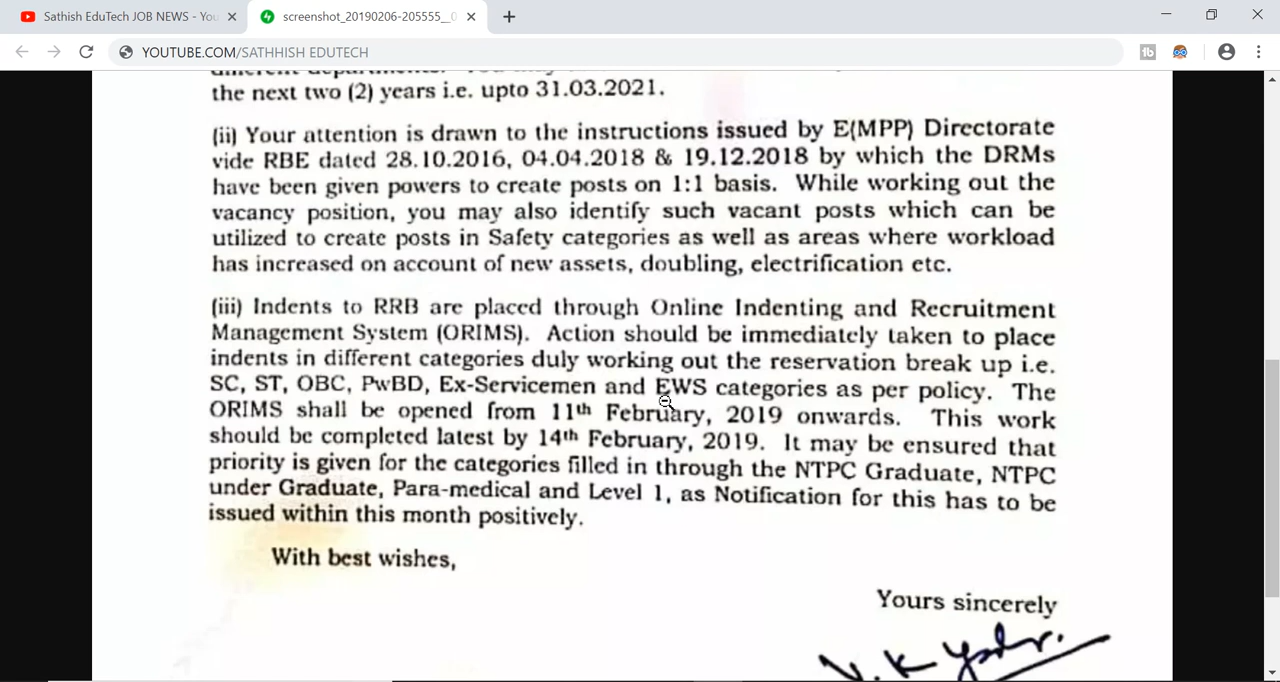 Sathish EduTech JOB NEWS - You
screenshot_20190206-205555__0
YOUTUBE.COM/SATHHISH EDUTECH
different departments.
the next two (2) years i.e. upto 31.03.2021.
(ii) Your attention is drawn to the instructions issued by E(MPP) Directorate
vide RBE dated 28.10.2016, 04.04.2018 & 19.12.2018 by which the DRMs
have been given powers to create posts on 1:1 basis. While working out the
vacancy position, you may also identify such vacant posts which can be
utilized to create posts in Safety categories as well as areas where workload
has increased on account of new assets, doubling, electrification etc.
(iii) Indents to RRB are placed through Online Indenting and Recruitment
Management System (ORIMS). Action should be immediately taken to place
indents in different categories duly working out the reservation break up i.e.
SC, ST, OBC, PwBD, Ex-Servicemen and EWS categories as per policy. The
ORIMS shall be opened from 11th February, 2019 onwards. This work
should be completed latest by 14th February, 2019. It may be ensured that
priority is given for the categories filled in through the NTPC Graduate, NTPC
under Graduate, Para-medical and Level 1, as Notification for this has to be
issued within this month positively.
With best wishes,
Yours sincerely
V. K Yadav.